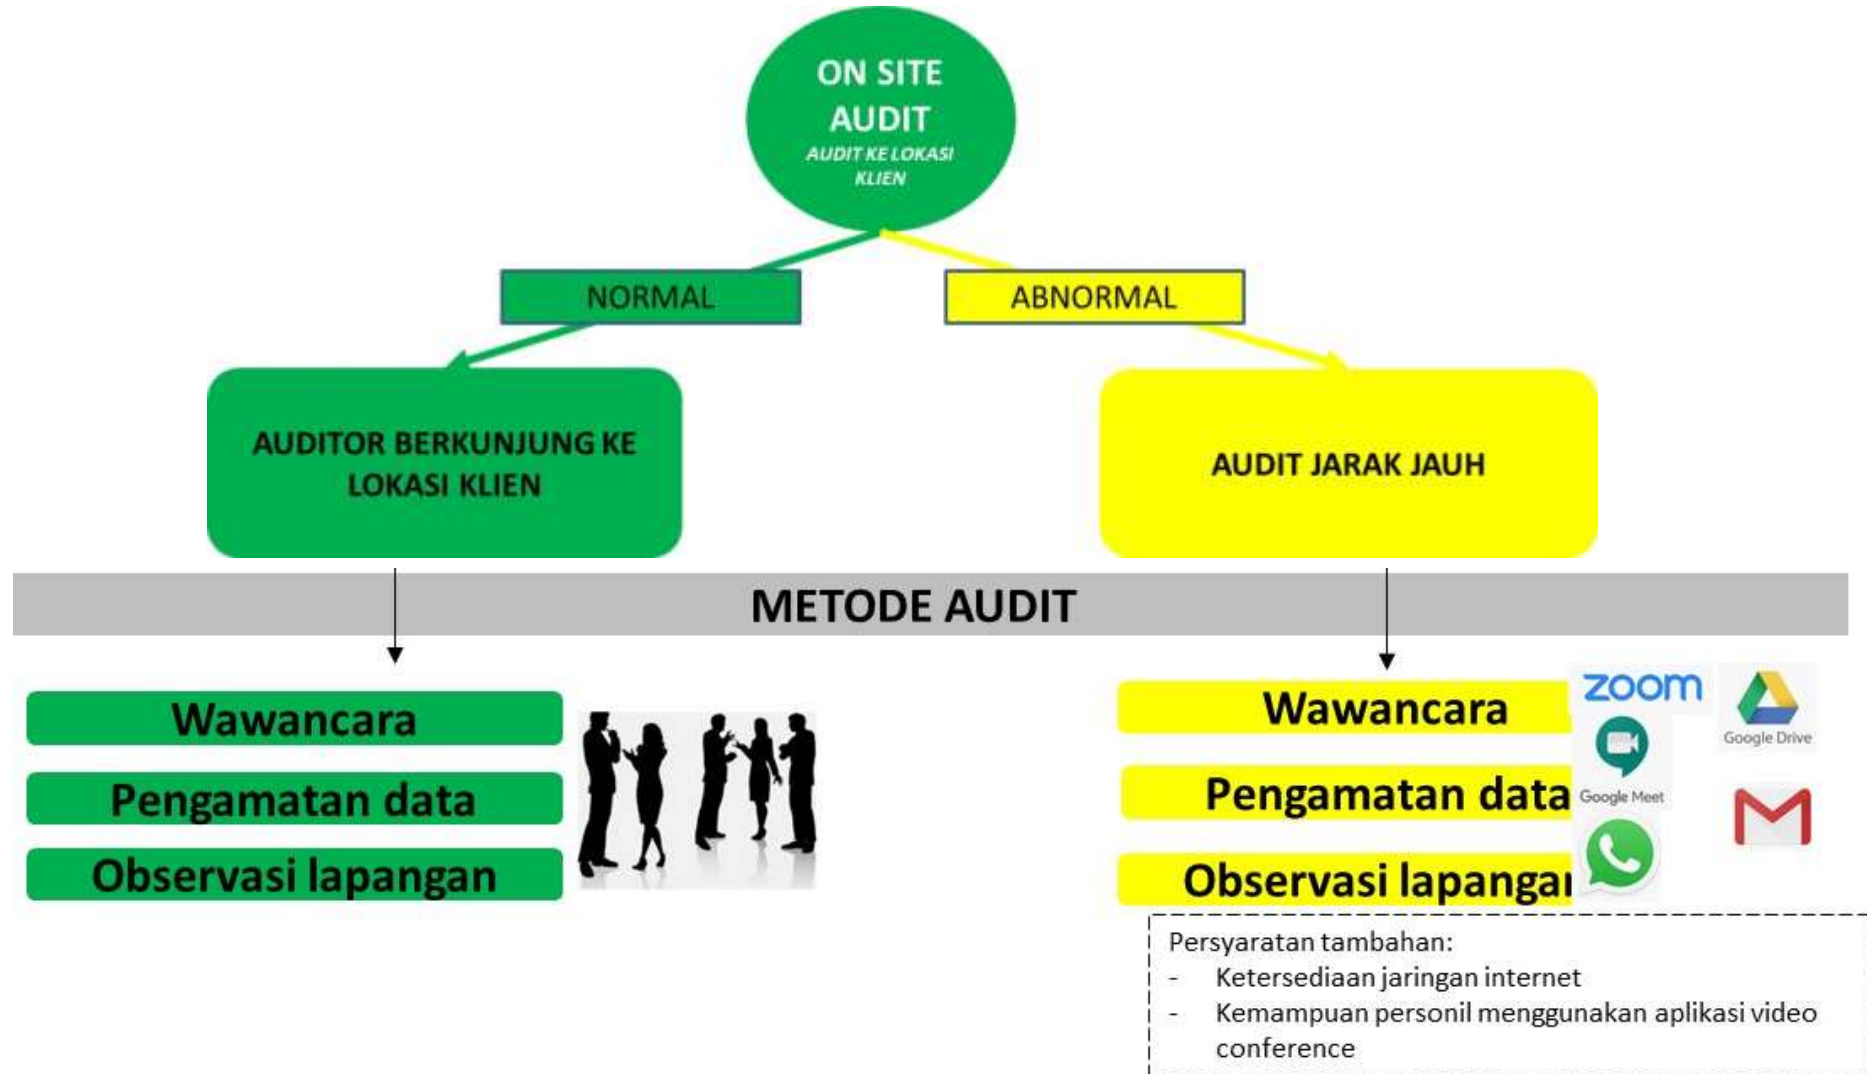 ON SITE
AUDIT
AUDIT KE LOKASI
KLIEN
NORMAL
ABNORMAL
AUDITOR BERKUNJUNG KE
LOKASI KLIEN
AUDIT JARAK JAUH
METODE AUDIT
Wawancara
Pengamatan data
Observasi lapangan
Wawancara
Pengamatan data
Observasi lapangan
zoom
Google Drive
Google Meet
Persyaratan tambahan:
- Ketersediaan jaringan internet
- Kemampuan personil menggunakan aplikasi video
conference